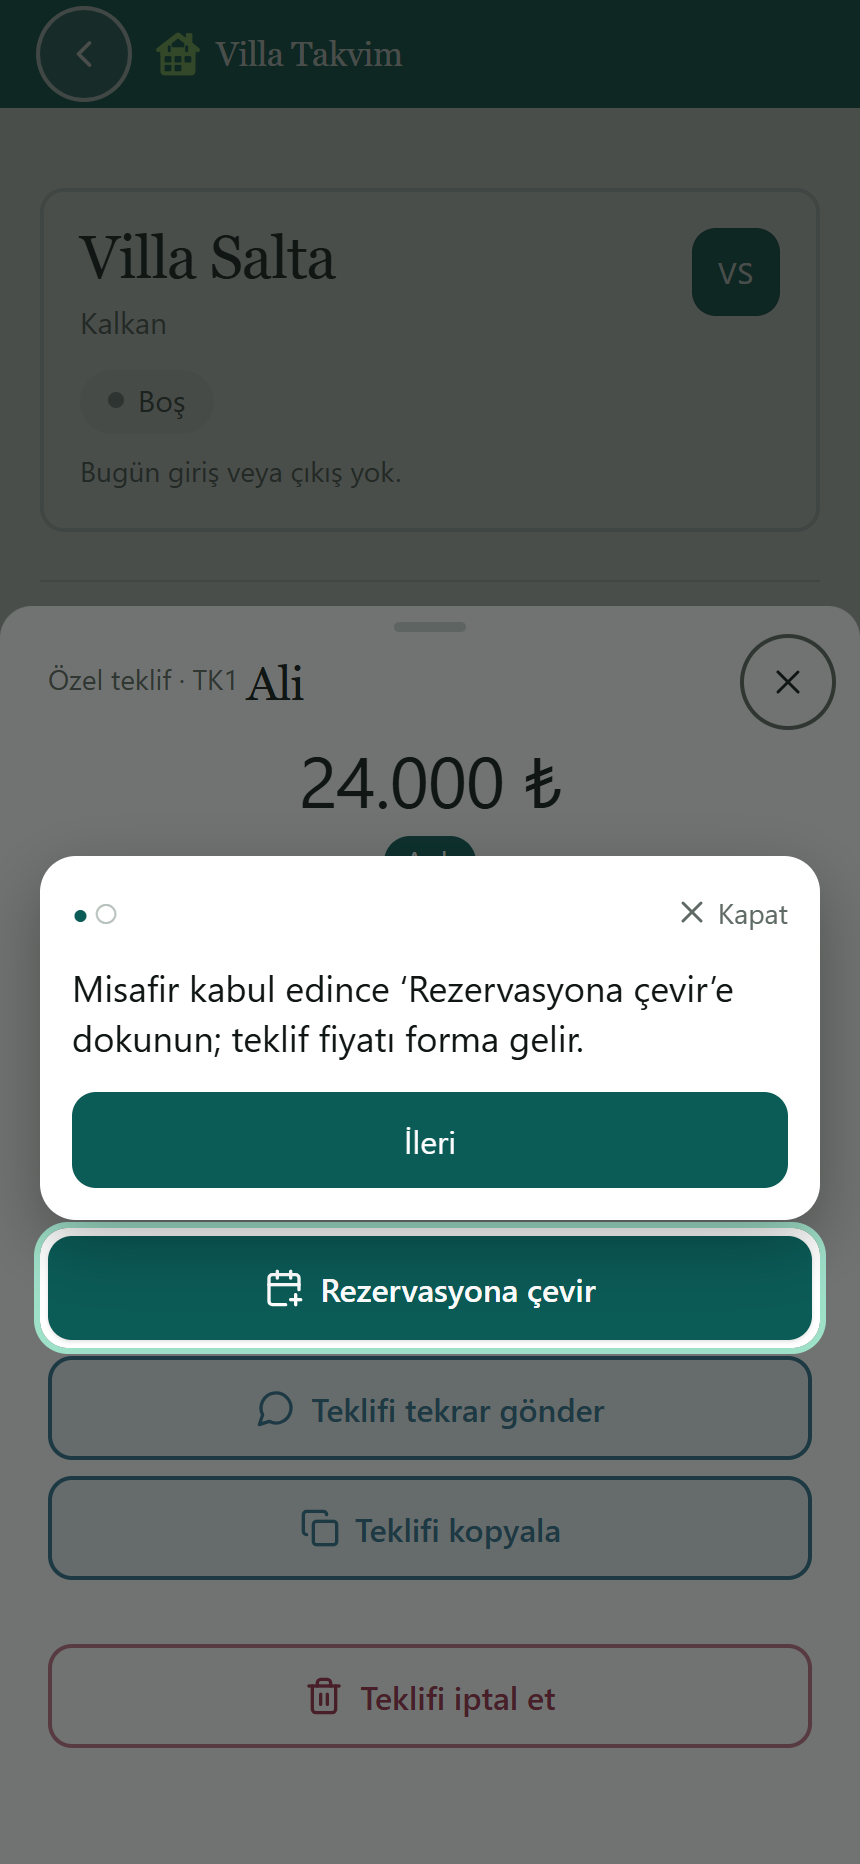 Villa Takvim
Villa Salta
VS
Kalkan
Boş
Bugün giriş veya çıkış yok.
Özel teklif · TK1 Ali
24.000 ₺
Kapat
Misafir kabul edince ‘Rezervasyona çevir’e
dokunun; teklif fiyatı forma gelir.
İleri
Rezervasyona çevir
Teklifi tekrar gönder
Teklifi kopyala
Teklifi iptal et